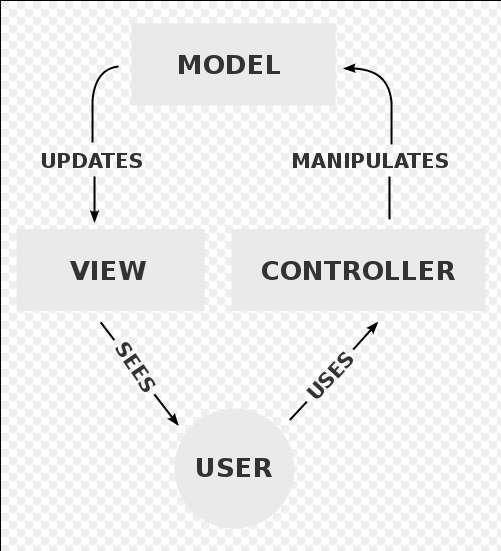 MODEL
UPDATES
MANIPULATES
VIEW
CONTROLLER
SEES
USES
USER